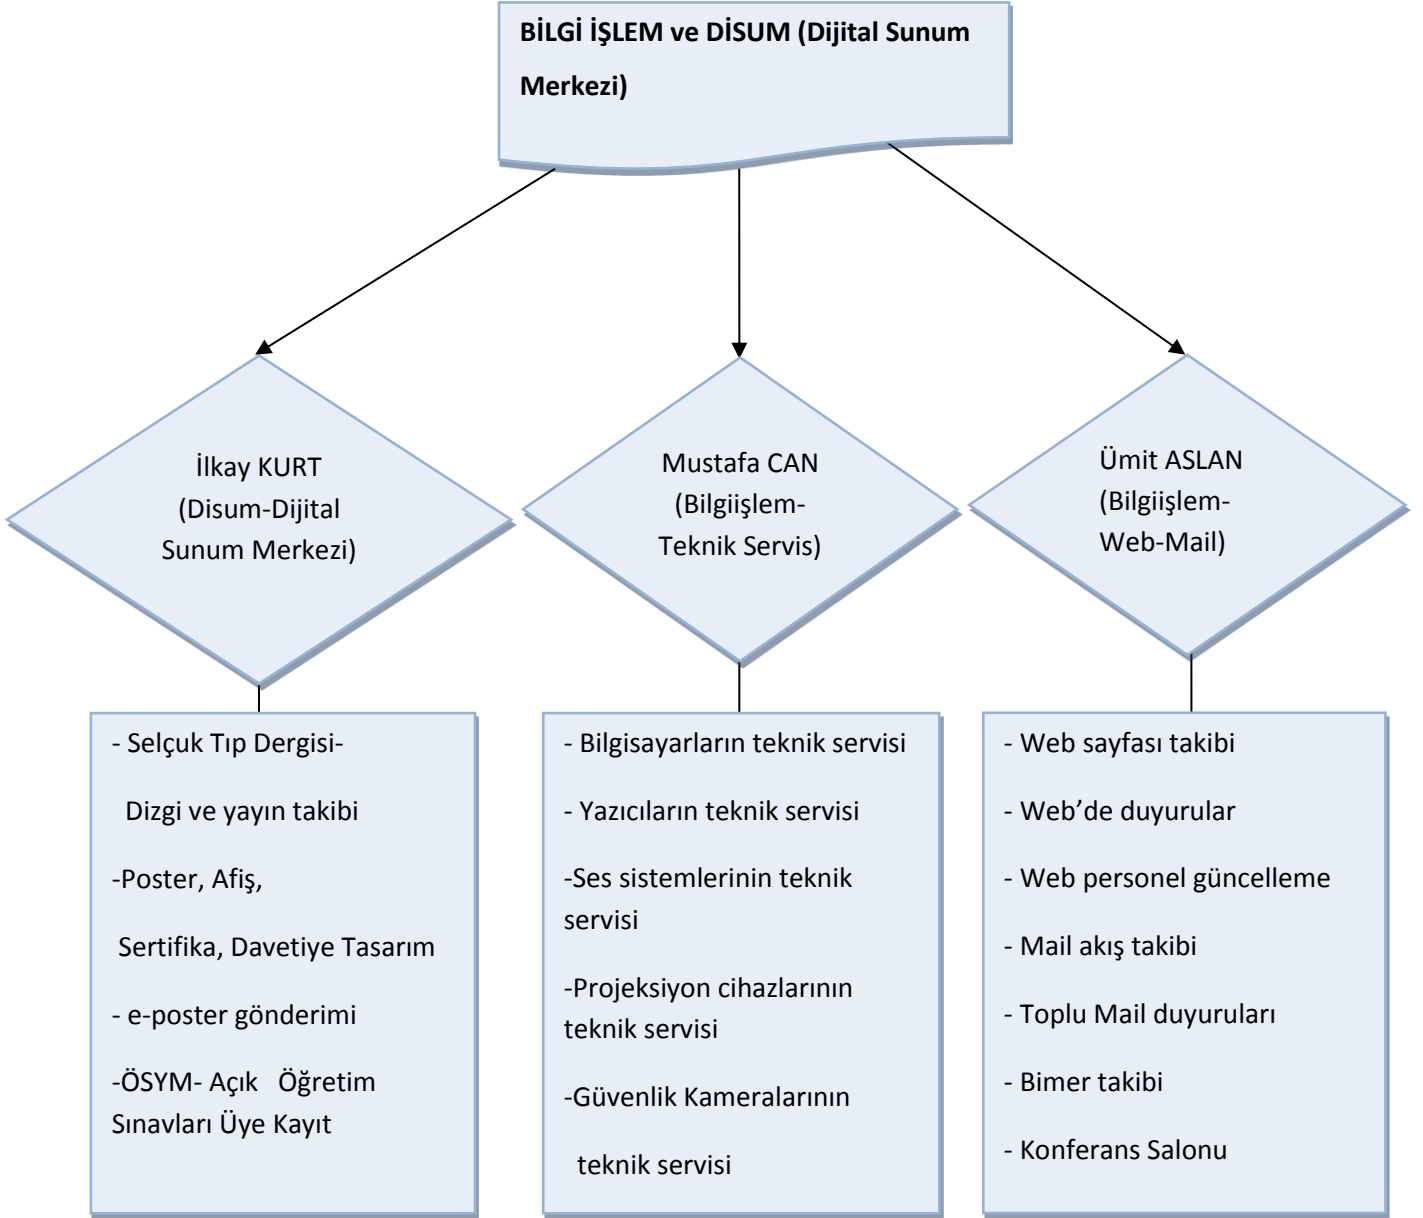 BİLGİ İŞLEM ve DİSUM (Dijital Sunum
Merkezi)
İlkay KURT
(Disum-Dijital
Sunum Merkezi)
Mustafa CAN
(Bilgiişlem-
Teknik Servis)
Ümit ASLAN
(Bilgiişlem-
Web-Mail)
- Selçuk Tıp Dergisi-
Dizgi ve yayın takibi
-Poster, Afiş,
Sertifika, Davetiye Tasarım
- e-poster gönderimi
-ÖSYM- Açık Öğretim
Sınavları Üye Kayıt
- Bilgisayarların teknik servisi
- Yazıcıların teknik servisi
-Ses sistemlerinin teknik
servisi
-Projeksiyon cihazlarının
teknik servisi
-Güvenlik Kameralarının
teknik servisi
- Web sayfası takibi
- Web’de duyurular
- Web personel güncelleme
- Mail akış takibi
- Toplu Mail duyuruları
- Bimer takibi
- Konferans Salonu